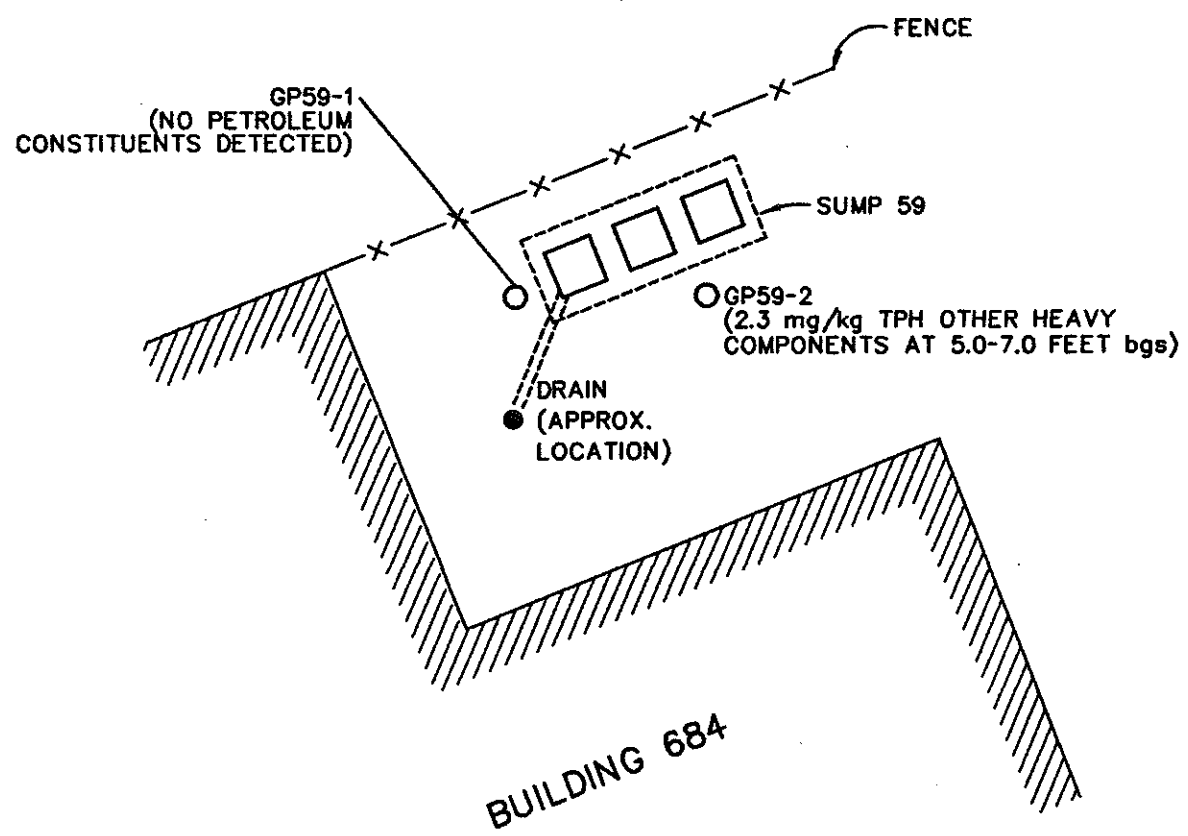 FENCE
GP59-1
(NO PETROLEUM
CONSTITUENTS DETECTED)
SUMP 59
GP59-2
(2.3 mg/kg TPH OTHER HEAVY
COMPONENTS AT 5.0-7.0 FEET bgs)
DRAIN
(APPROX.
LOCATION)
BUILDING 684